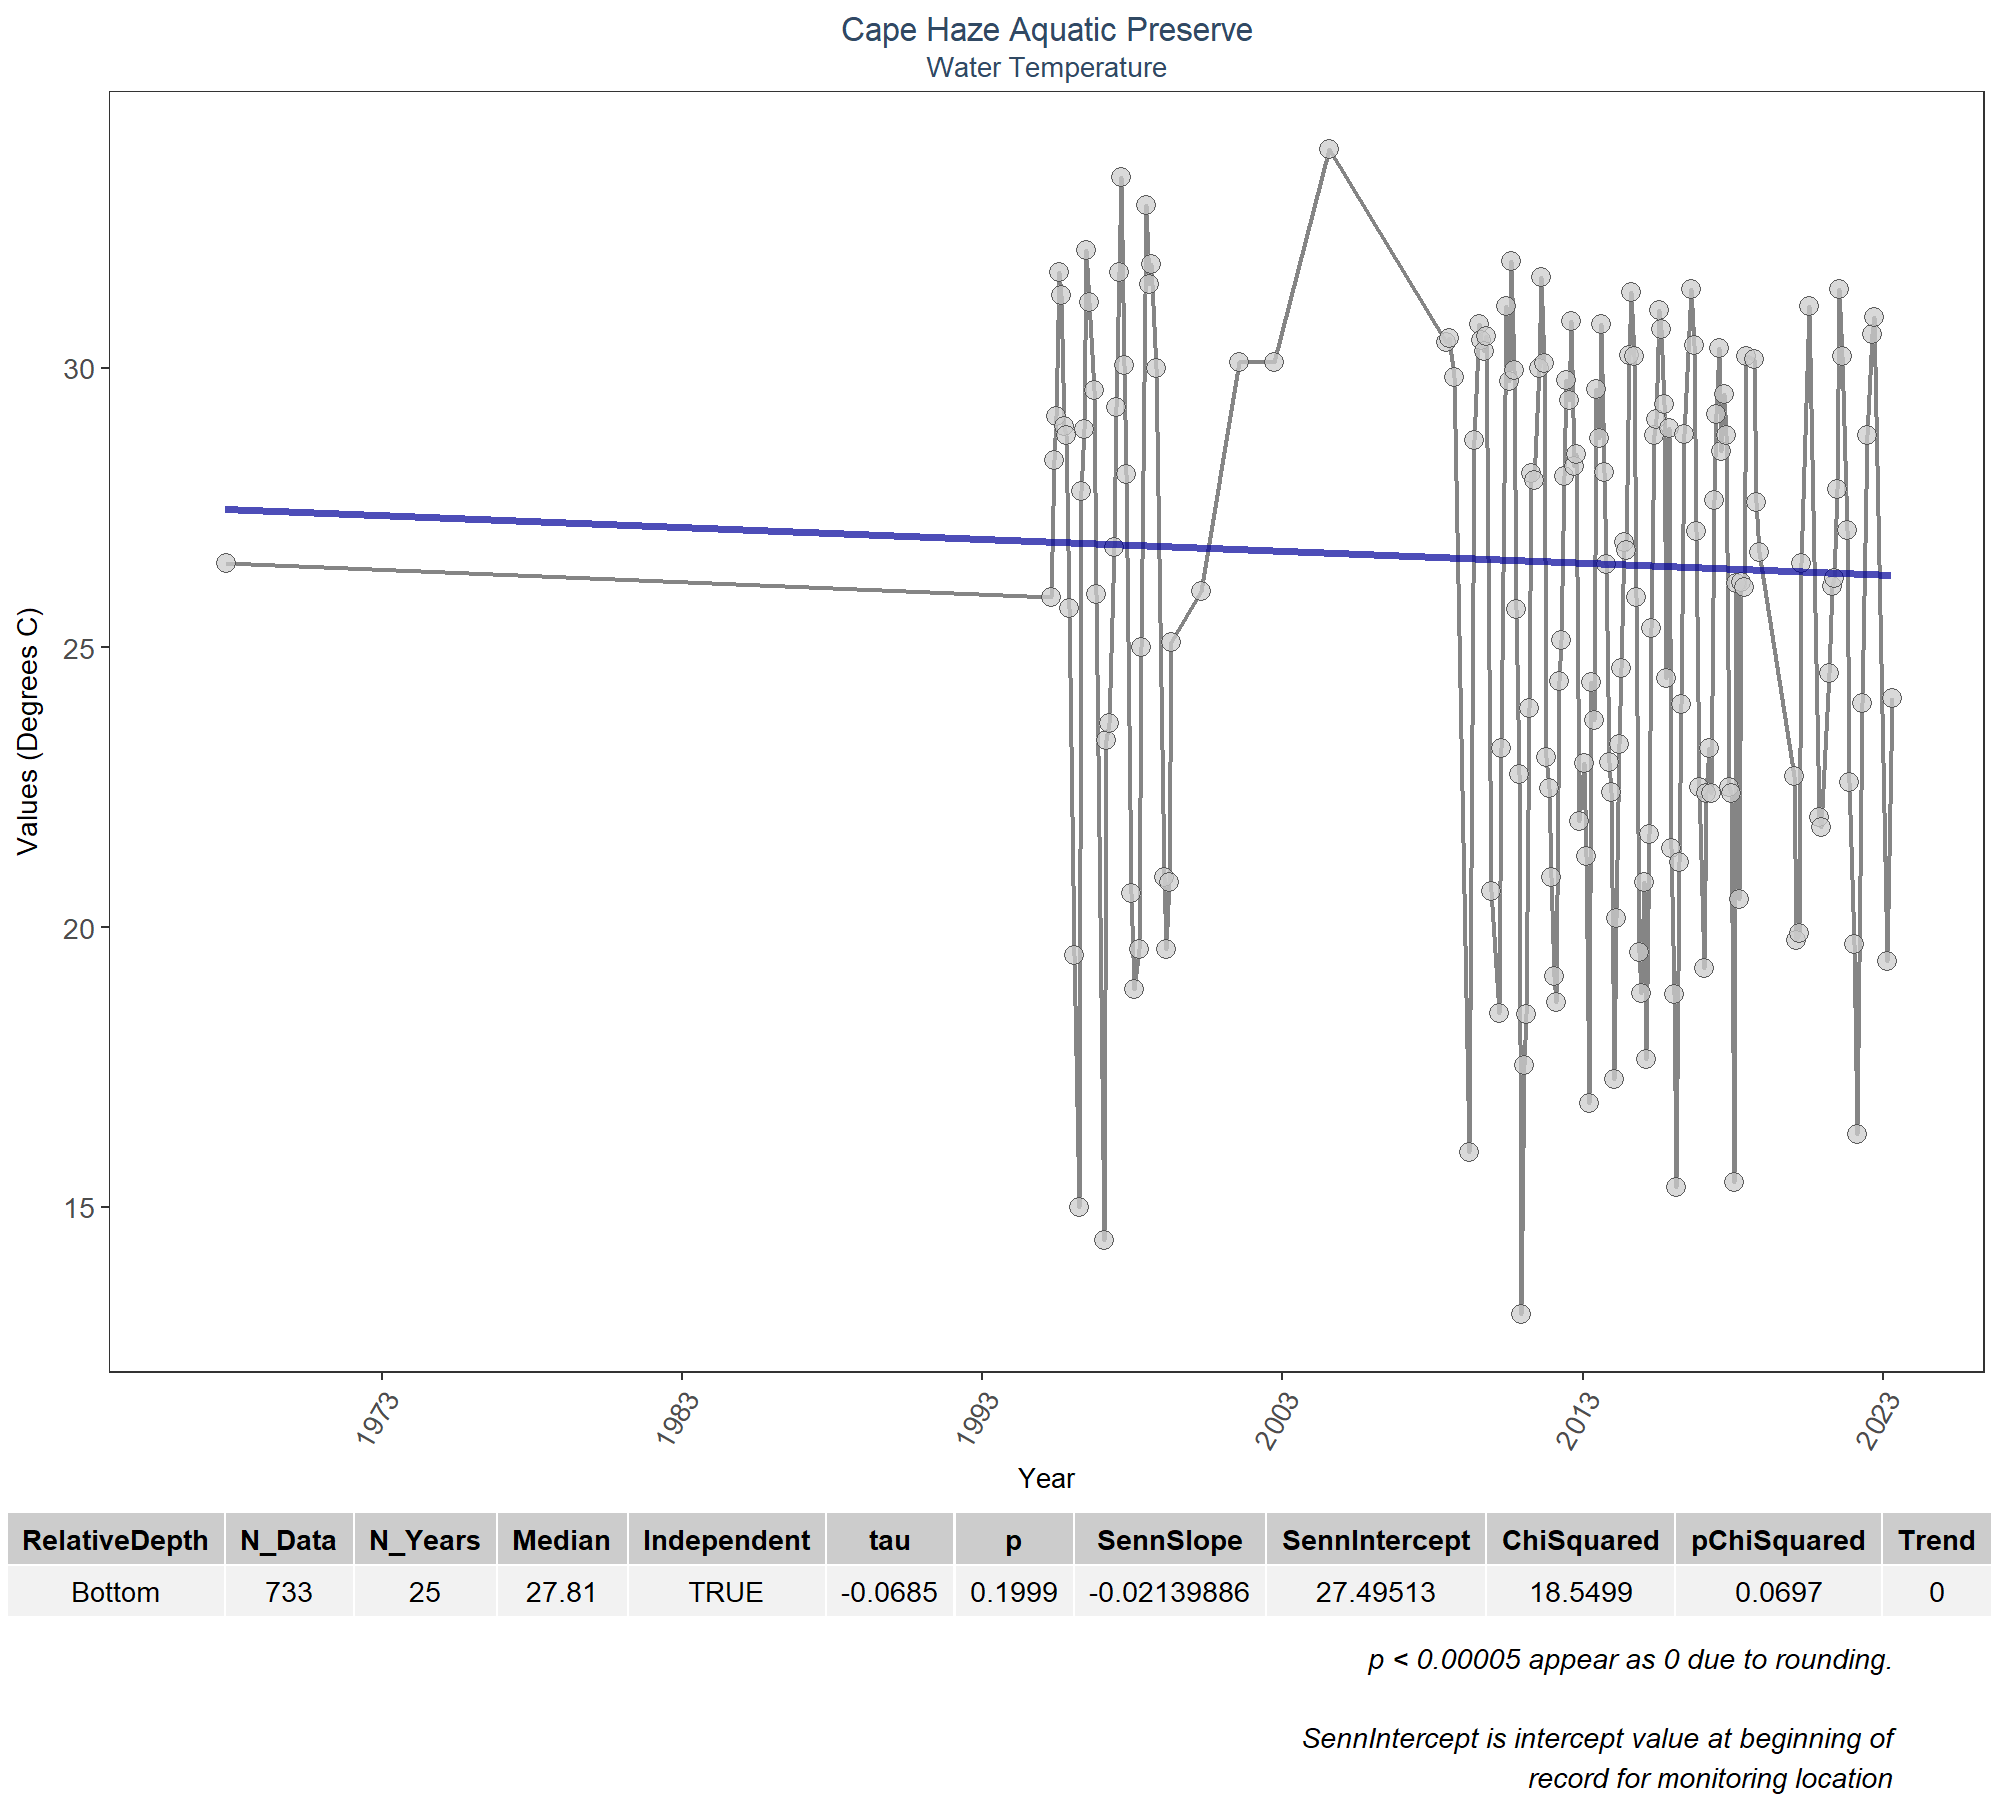 Cape Haze Aquatic Preserve
Water Temperature
Values (Degrees C)
30
25
20
15
1973
1983
1993
2003
2013
2023
Year
RelativeDepth N_Data N_Years Median Independent tau p SennSlope SennIntercept ChiSquared pChiSquared Trend
Bottom 733 25 27.81 TRUE -0.0685 0.1999 -0.02139886 27.49513 18.5499 0.0697 0
p < 0.00005 appear as 0 due to rounding.
SennIntercept is intercept value at beginning of
record for monitoring location